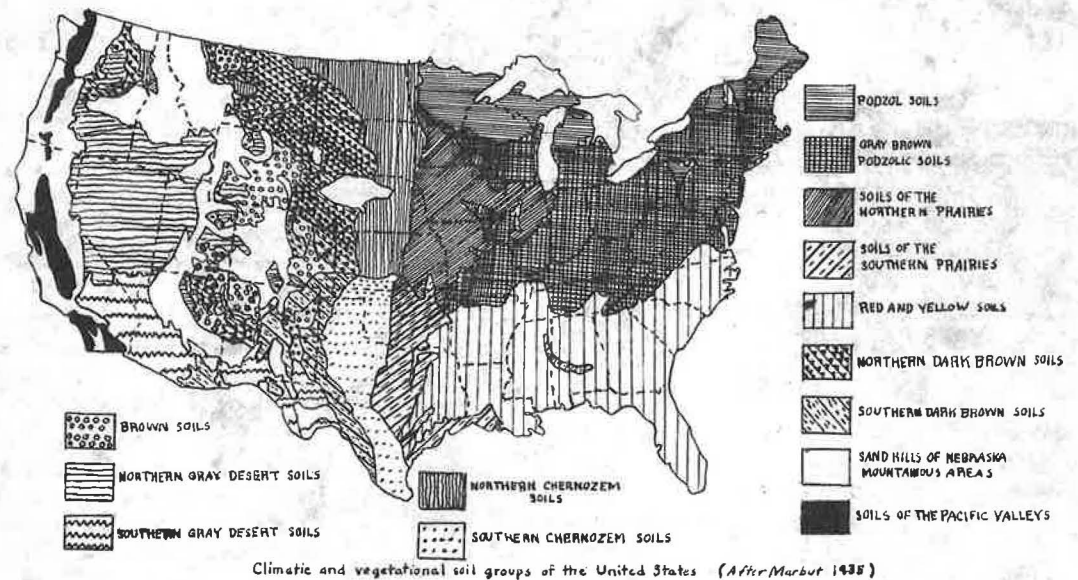 PODZOL SOILS
GRAY BROWN
PODZOLIC SOILS
SOILS OF THE
NORTHERN PRAIRIES
SOILS OF THE
SOUTHERN PRAIRIES
RED AND YELLOW SOILS
NORTHERN DARK BROWN SOILS
SOUTHERN DARK BROWN SOILS
SAND HILLS OF NEBRASKA
MOUNTAINOUS AREAS
SOILS OF THE PACIFIC VALLEYS
BROWN SOILS
NORTHERN GRAY DESERT SOILS
SOUTHERN GRAY DESERT SOILS
NORTHERN CHERNOZEM
SOILS
SOUTHERN CHERNOZEM SOILS
Climatic and vegetational soil groups of the United States (After Marbut 1935)